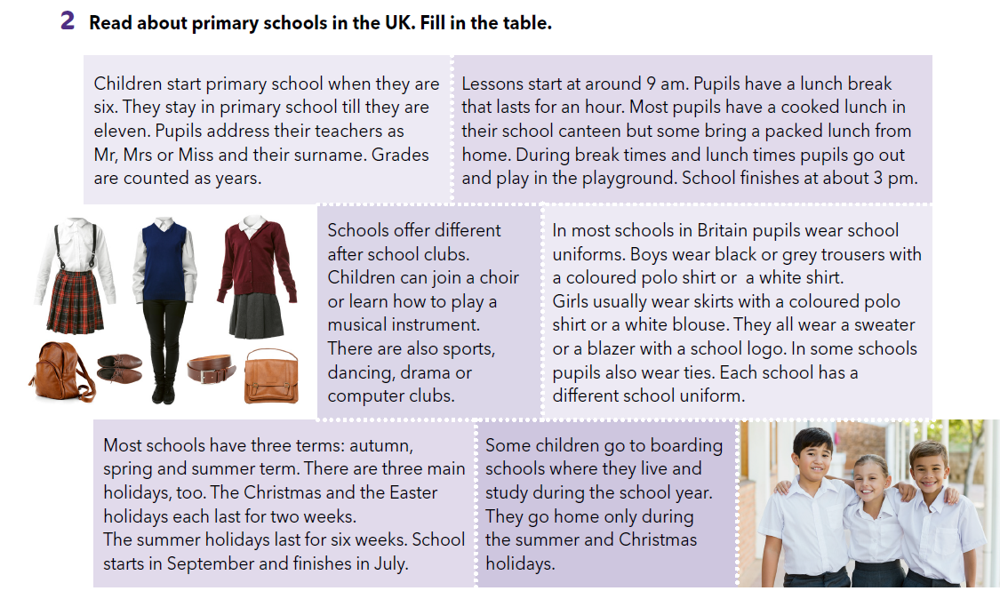 2 Read about primary schools in the UK. Fill in the table.
Children start primary school when they are
six. They stay in primary school till they are
eleven. Pupils address their teachers as
Mr, Mrs or Miss and their surname. Grades
are counted as years.
Lessons start at around 9 am. Pupils have a lunch break
that lasts for an hour. Most pupils have a cooked lunch in
their school canteen but some bring a packed lunch from
home. During break times and lunch times pupils go out
and play in the playground. School finishes at about 3 pm.
Schools offer different
after school clubs.
Children can join a choir
or learn how to play a
musical instrument.
There are also sports,
dancing, drama or
computer clubs.
In most schools in Britain pupils wear school
uniforms. Boys wear black or grey trousers with
a coloured polo shirt or a white shirt.
Girls usually wear skirts with a coloured polo
shirt or a white blouse. They all wear a sweater
or a blazer with a school logo. In some schools
pupils also wear ties. Each school has a
different school uniform.
Most schools have three terms: autumn,
spring and summer term. There are three main
holidays, too. The Christmas and the Easter
holidays each last for two weeks.
The summer holidays last for six weeks. School
starts in September and finishes in July.
Some children go to boarding
schools where they live and
study during the school year.
They go home only during
the summer and Christmas
holidays.